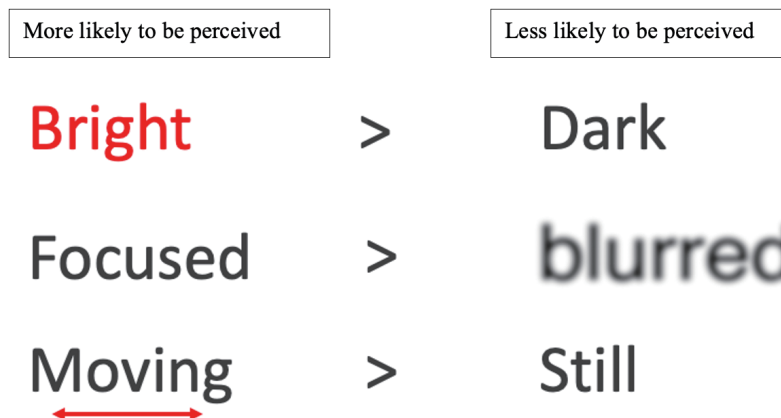 More likely to be perceived Less likely to be perceived
Bright > Dark
Focused > blurred
Moving > Still